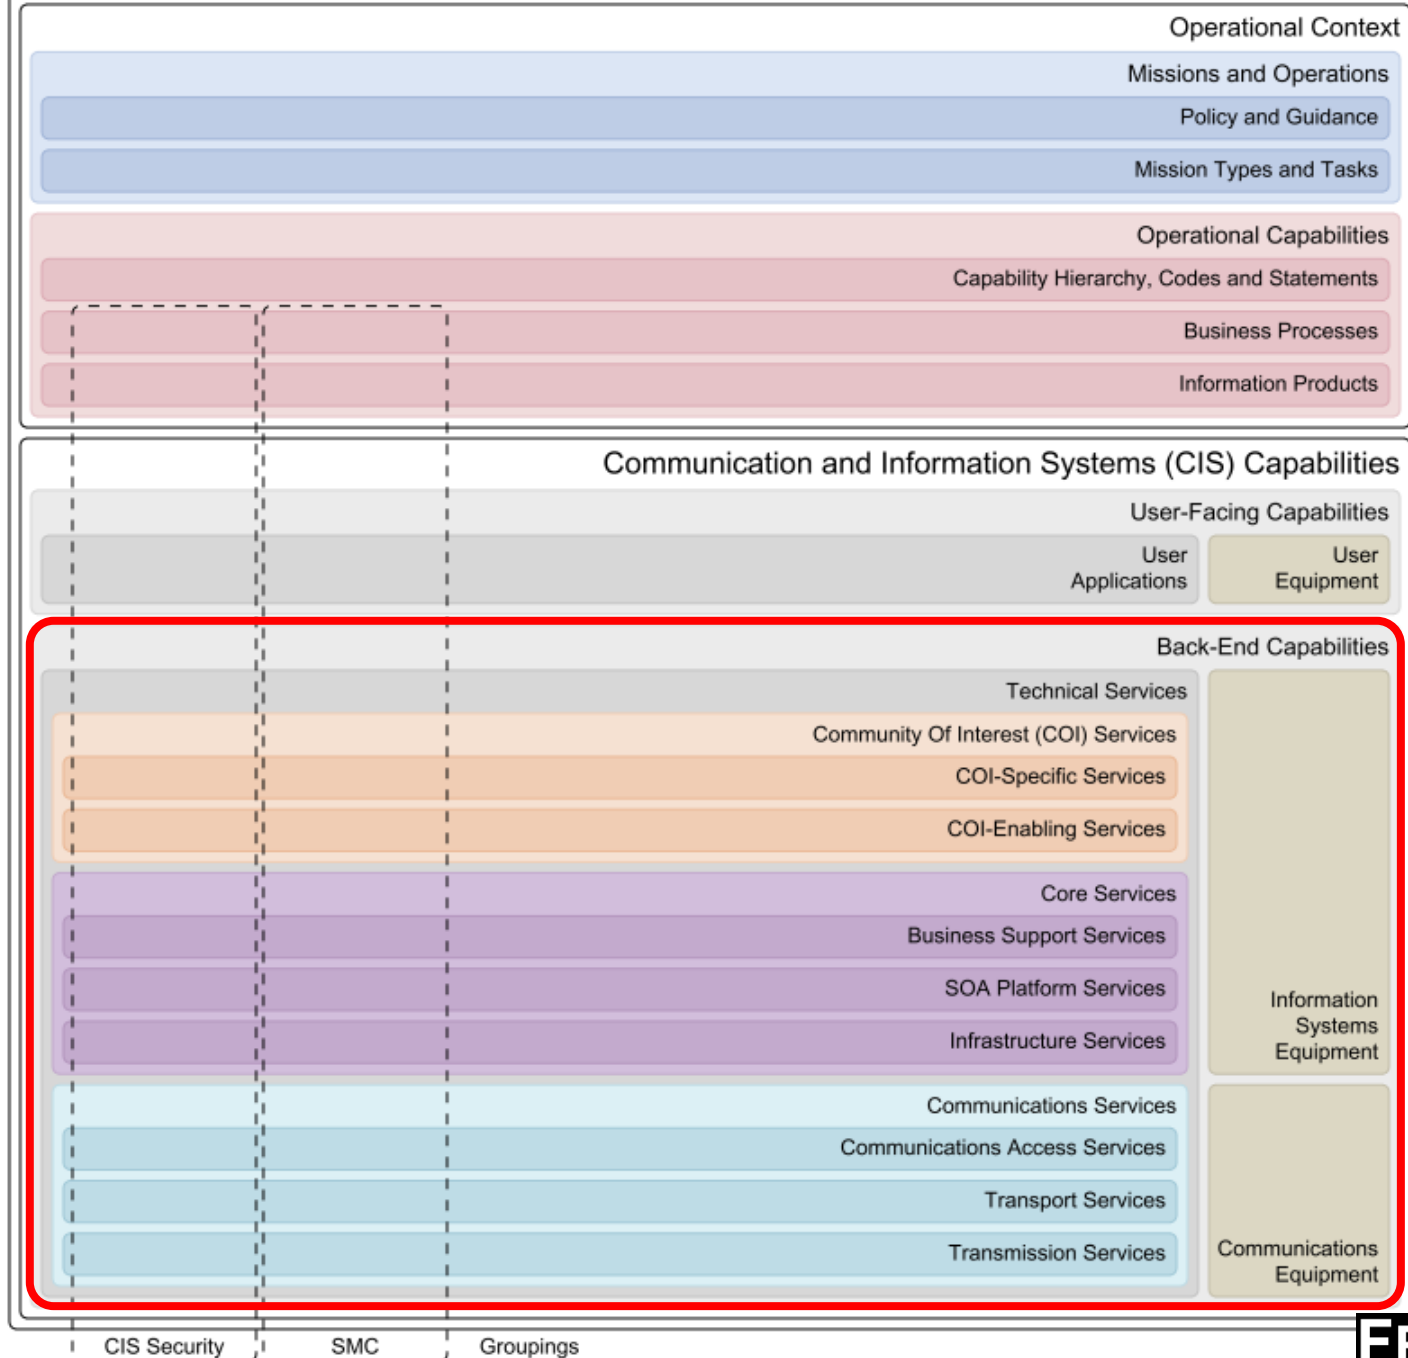 Operational Context
Missions and Operations
Policy and Guidance
Mission Types and Tasks
Operational Capabilities
Capability Hierarchy, Codes and Statements
Business Processes
Information Products
Communication and Information Systems (CIS) Capabilities
User-Facing Capabilities
User
Applications
User
Equipment
Back-End Capabilities
Technical Services
Community Of Interest (COI) Services
COI-Specific Services
COI-Enabling Services
Core Services
Business Support Services
SOA Platform Services
Infrastructure Services
Information
Systems
Equipment
Communications Services
Communications Access Services
Transport Services
Transmission Services
Communications
Equipment
CIS Security
SMC
Groupings